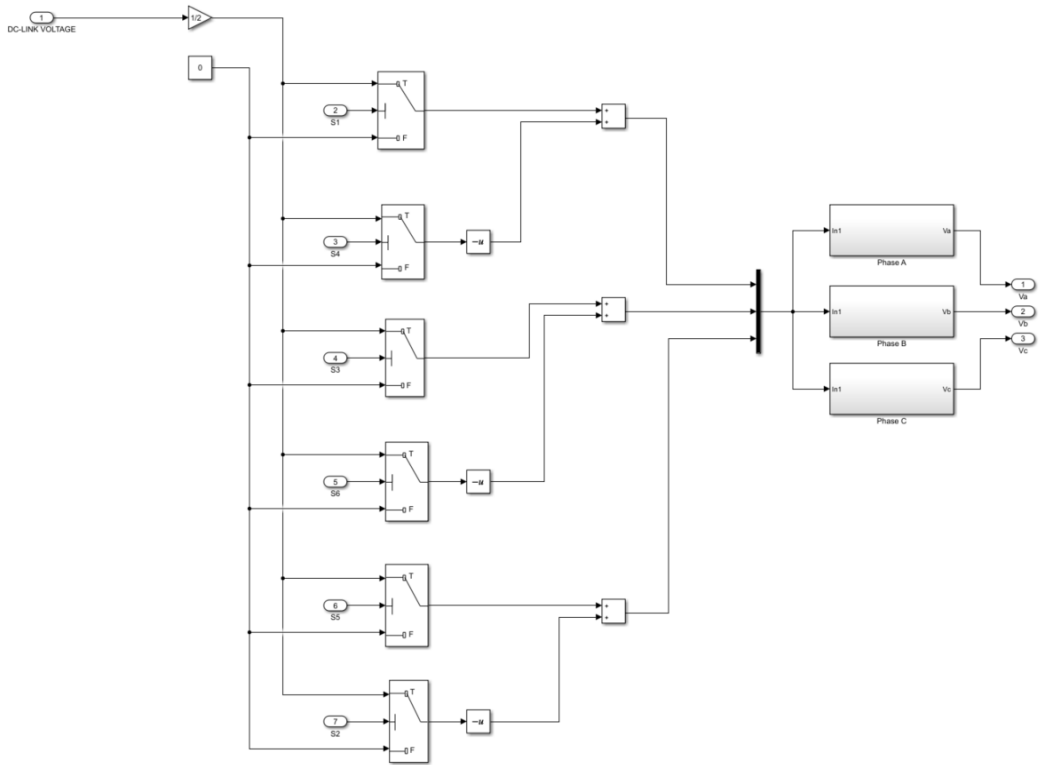 1
DC-LINK VOLTAGE
1/2
0
T
2
S1
F
+
+
T
3
S4
F
-u
In1 Va
Phase A
1
Va
T
4
S3
F
+
+
In1 Vb
Phase B
2
Vb
3
Vc
In1 Vc
Phase C
T
5
S6
F
-u
T
6
S5
F
+
+
T
7
S2
F
-u